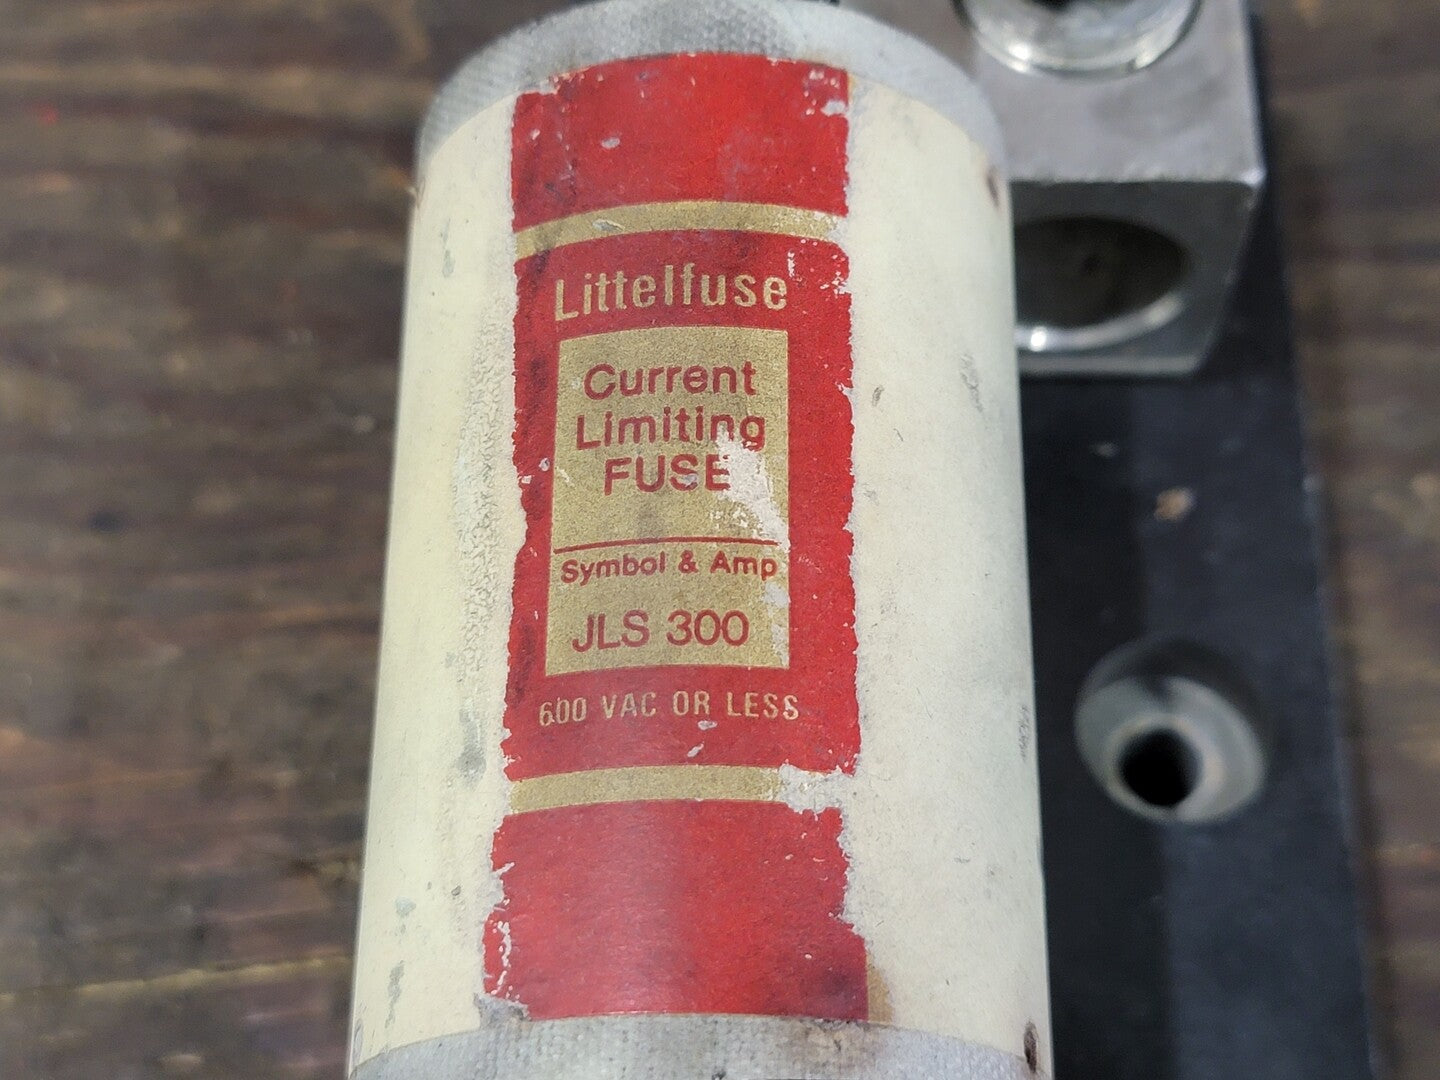 Littelfuse
Current
Limiting
FUSE
Symbol & Amp
JLS 300
600 VAC OR LESS